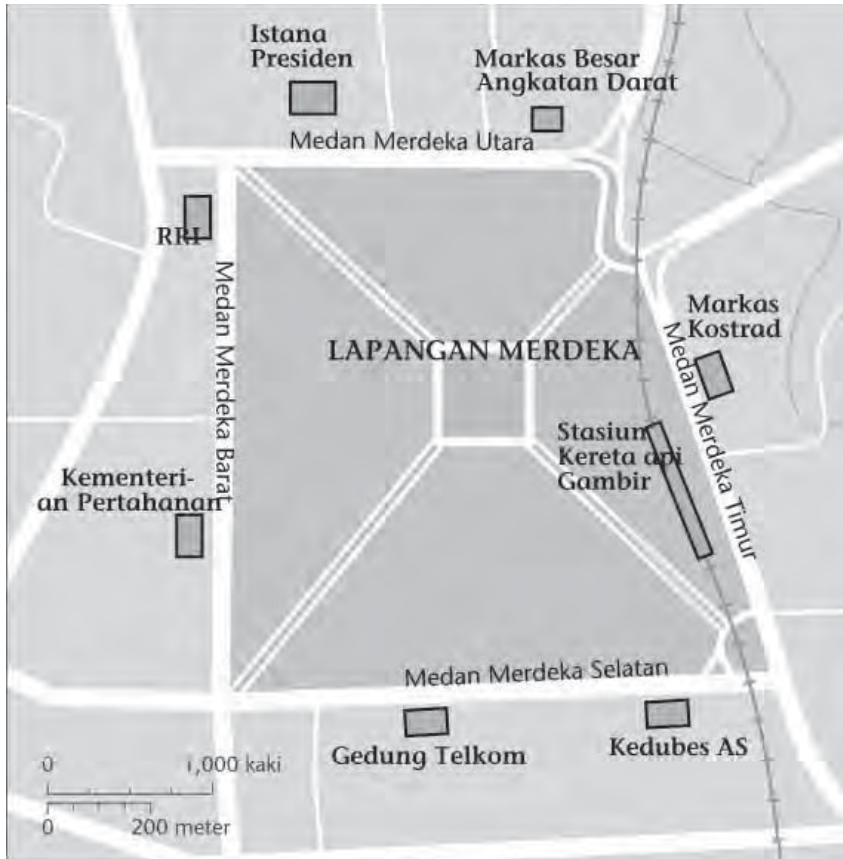 Istana
Presiden
Markas Besar
Angkatan Darat
Medan Merdeka Utara
RRI
Medan Merdeka Barat
LAPANGAN MERDEKA
Markas
Kostrad
Medan Merdeka Timur
Stasiun
Kereta api
Gambir
Kementeri-
an Pertahanan
Medan Merdeka Selatan
Gedung Telkom
Kedubes AS
0 1,000 kaki
0 200 meter